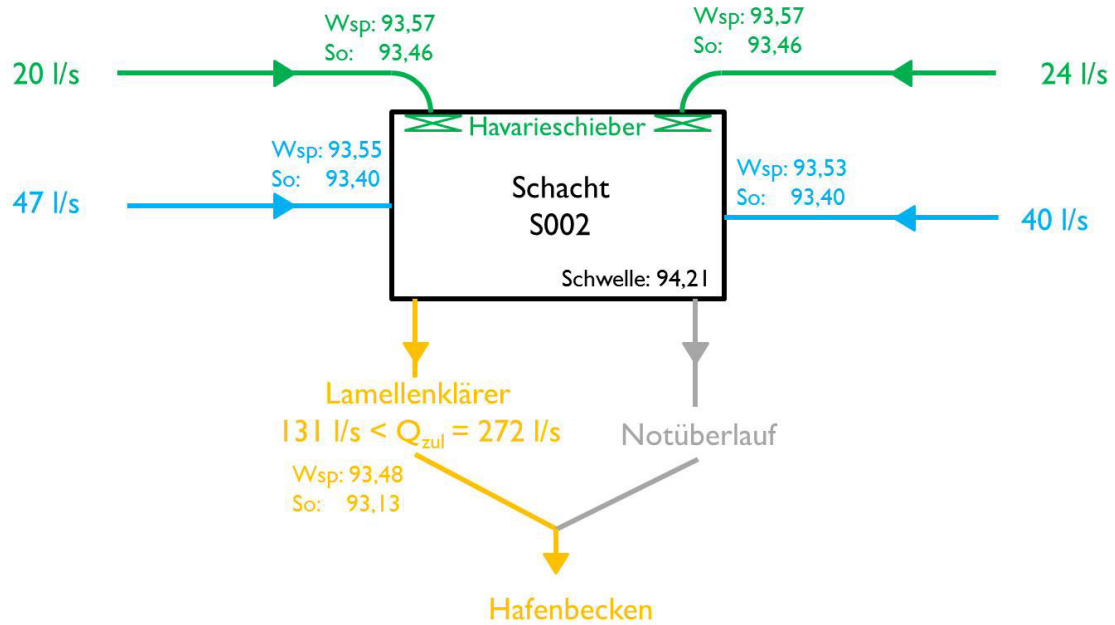 Wsp: 93,57
So: 93,46
Wsp: 93,57
So: 93,46
20 l/s
24 l/s
Havarieschieber
Wsp: 93,55
So: 93,40
Wsp: 93,53
So: 93,40
47 l/s
40 l/s
Schacht
S002
Schwelle: 94,21
Lamellenklärer
131 l/s < Qzul = 272 l/s
Notüberlauf
Wsp: 93,48
So: 93,13
Hafenbecken